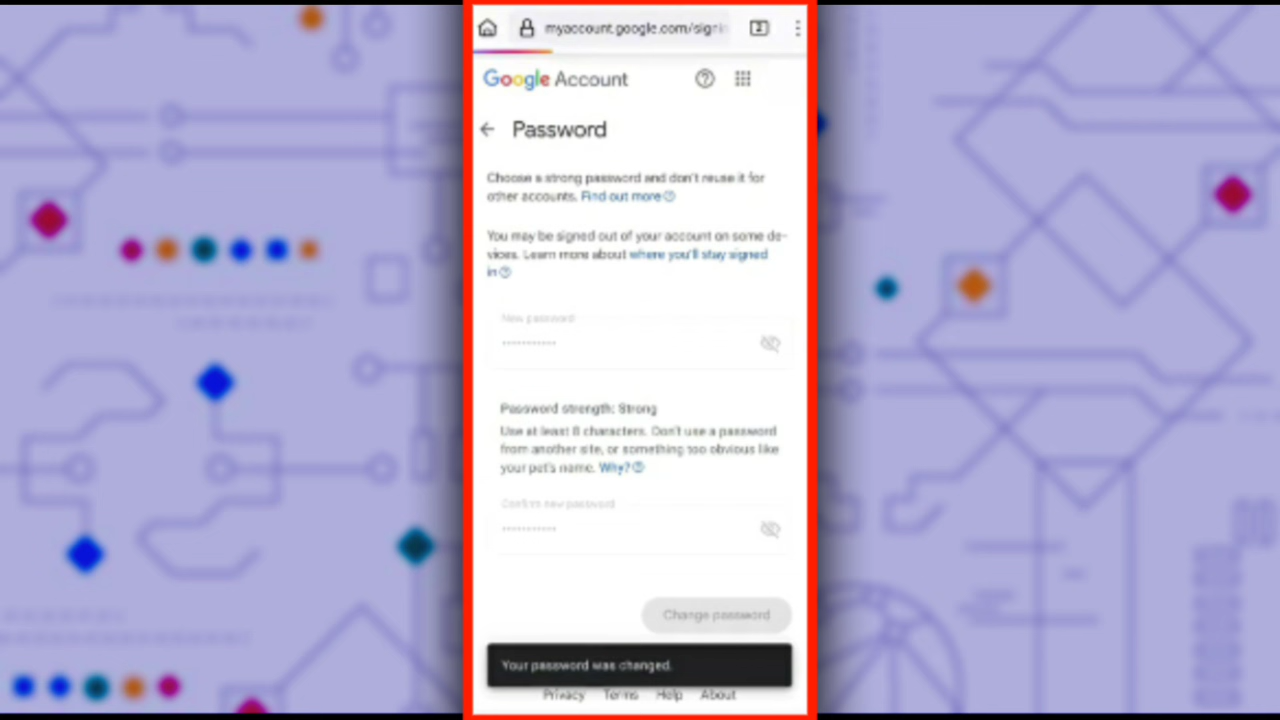 myaccount.google.com/signi
Google Account
Password
Choose a strong password and don't reuse it for
other accounts. Find out more
You may be signed out of your account on some de-
vices. Learn more about where you'll stay signed
in
New password
Password strength: Strong
Use at least 8 characters. Don't use a password
from another site, or something too obvious like
your pet's name. Why?
Confirm new password
Change password
Your password was changed.
Privacy Terms Help About